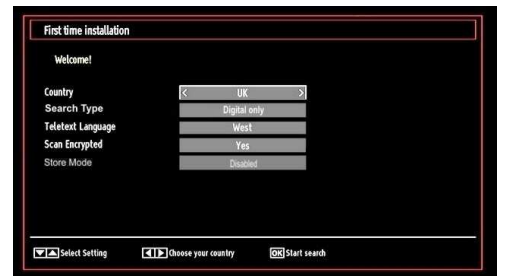 First time installation
Welcome!
Country < UK >
Search Type Digital only
Teletext Language West
Scan Encrypted Yes
Store Mode Disabled
Select Setting Choose your country OK Start search